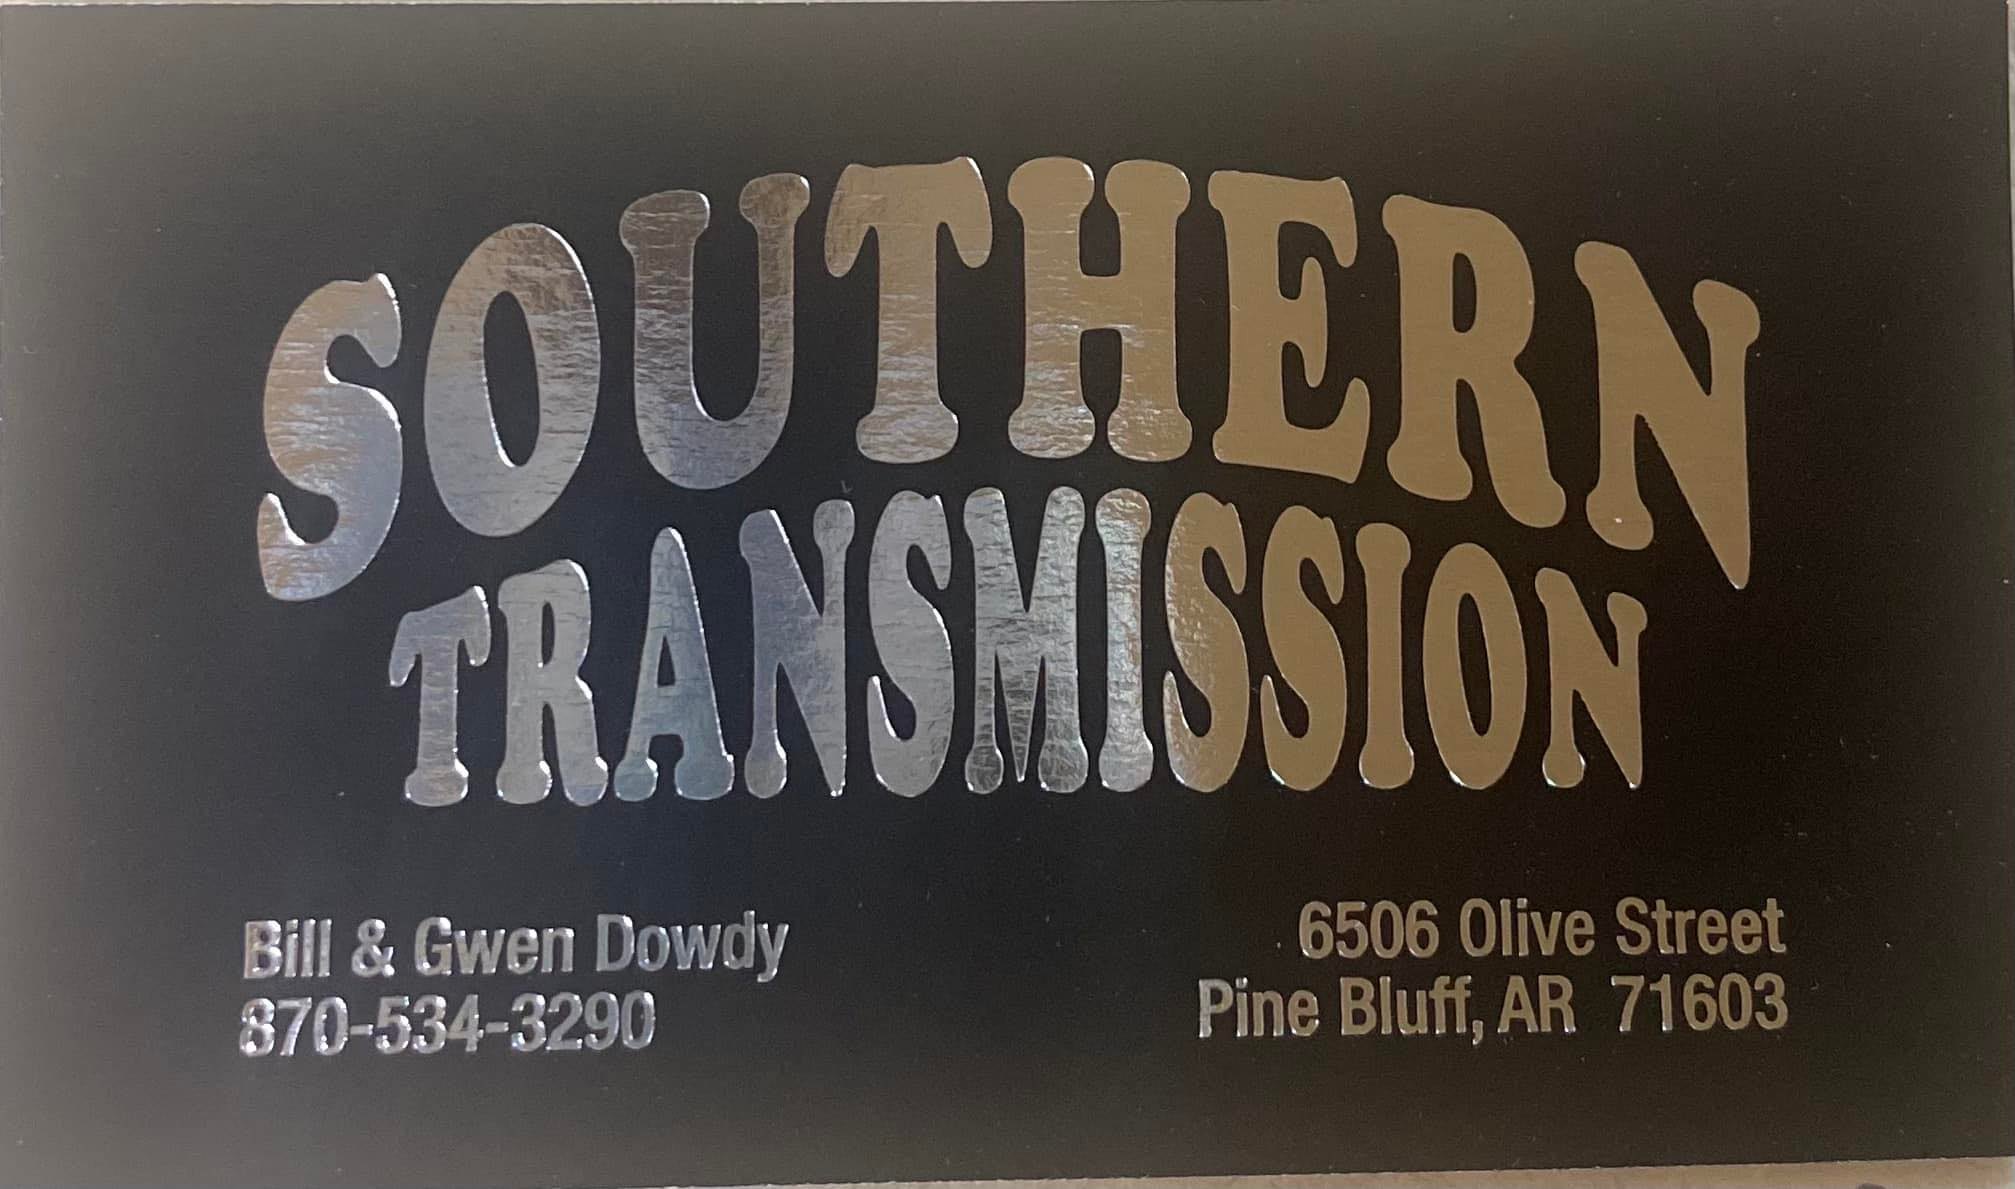 SOUTHERN
TRANSMISSION
Bill & Gwen Dowdy
870-534-3290
6506 Olive Street
Pine Bluff, AR 71603